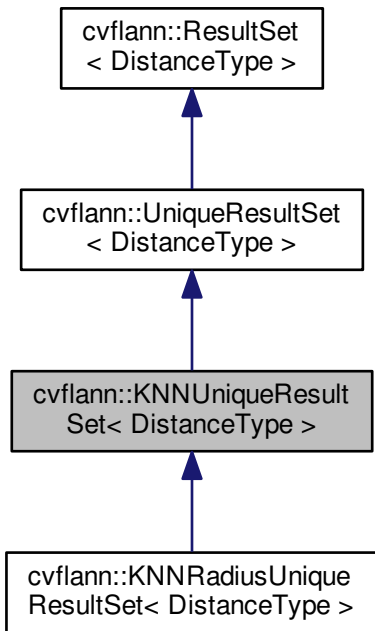 cvflann::ResultSet
< DistanceType >
cvflann::UniqueResultSet
< DistanceType >
cvflann::KNNUniqueResult
Set< DistanceType >
cvflann::KNNRadiusUnique
ResultSet< DistanceType >